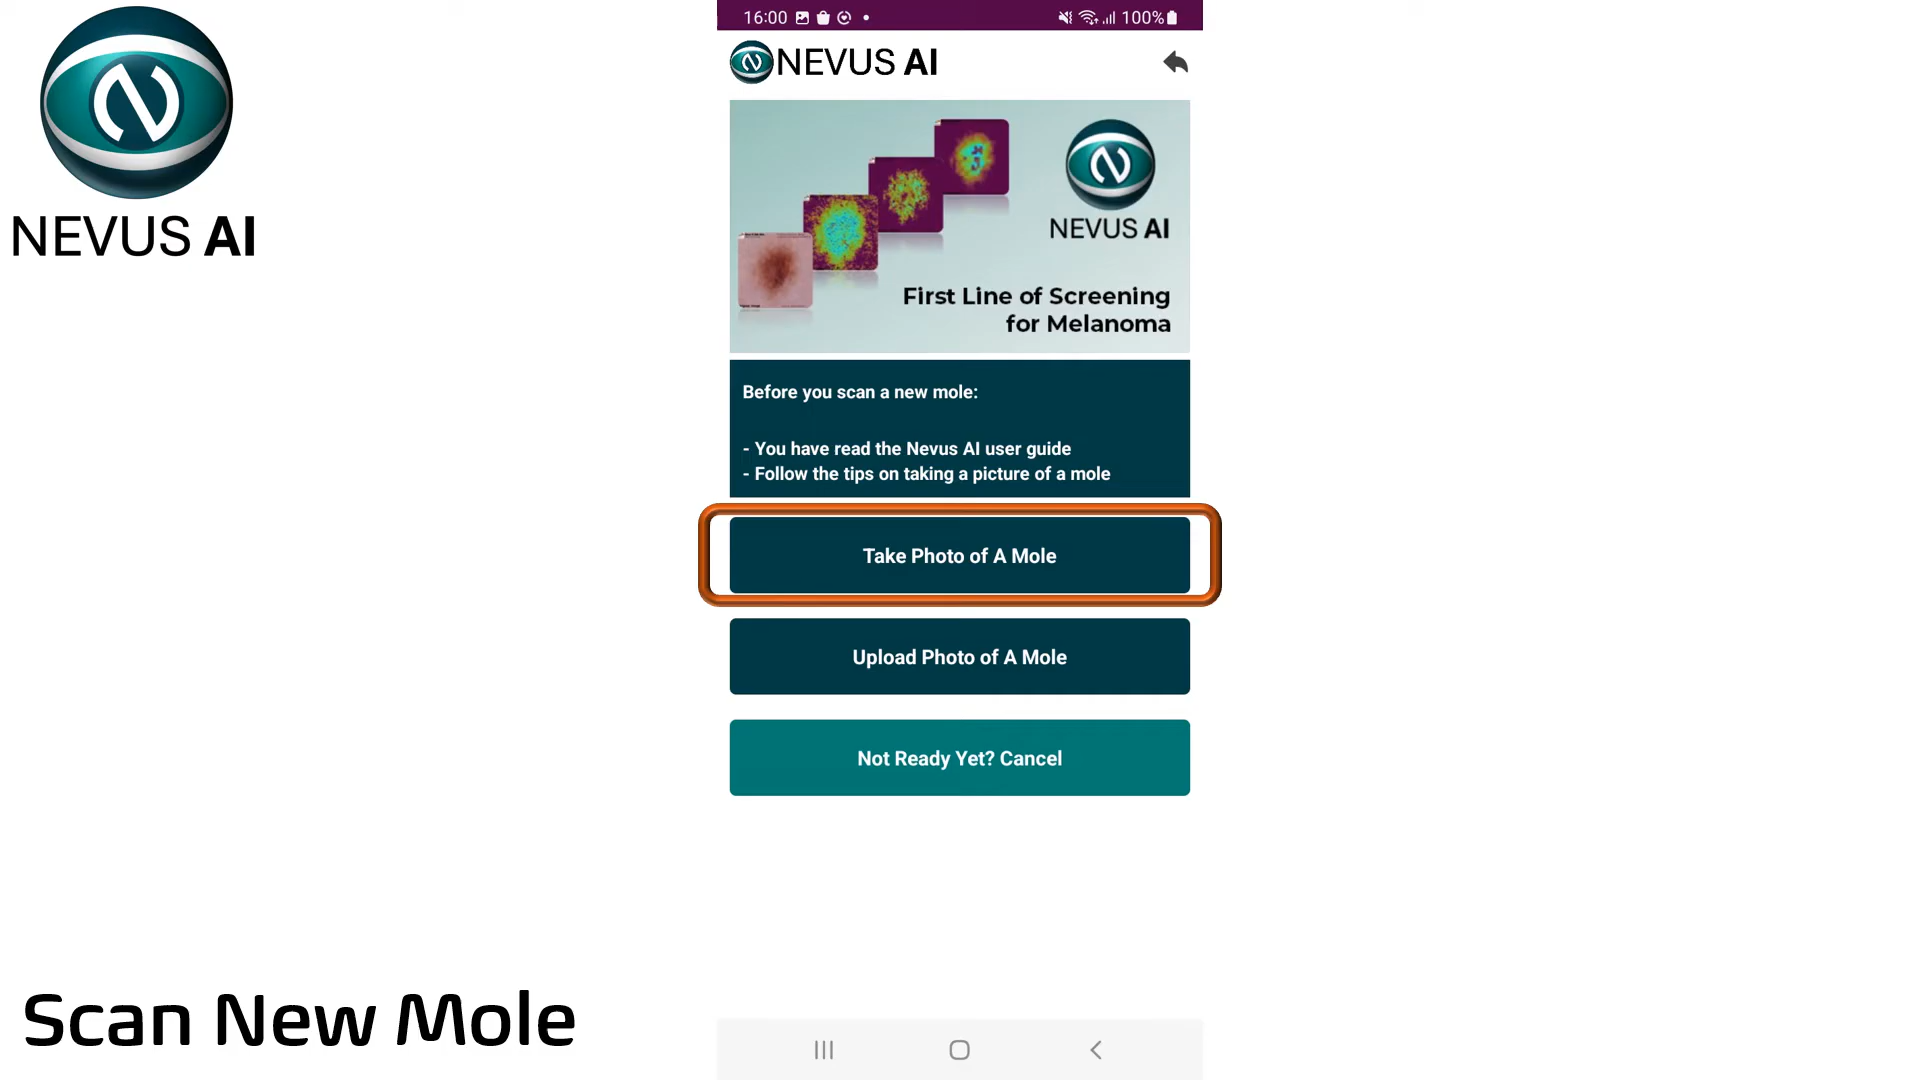 NEVUS AI
16:00
100%
NEVUS AI
NEVUS AI
First Line of Screening
for Melanoma
Before you scan a new mole:
- You have read the Nevus AI user guide
- Follow the tips on taking a picture of a mole
Take Photo of A Mole
Upload Photo of A Mole
Not Ready Yet? Cancel
Scan New Mole